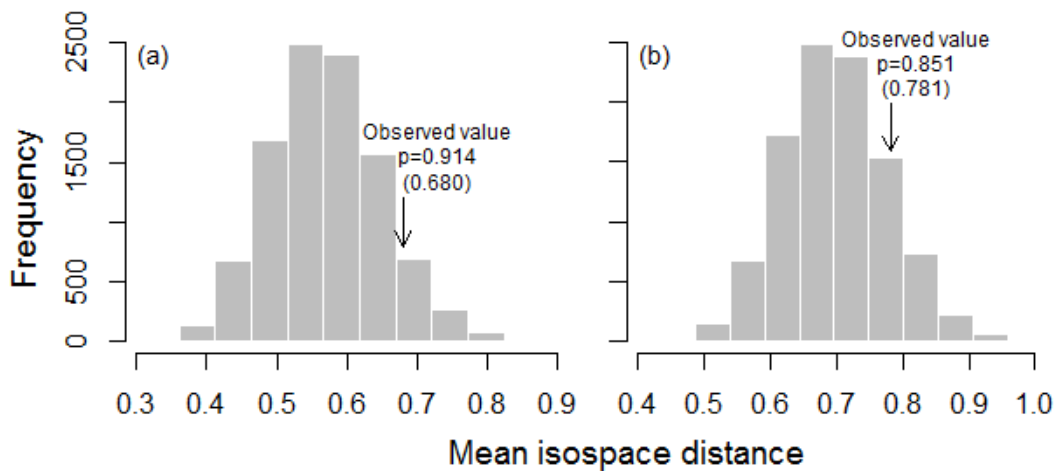 Frequency
2500
1500
500
0
(a)
Observed value
p=0.914
(0.680)
0.3 0.4 0.5 0.6 0.7 0.8 0.9
(b)
Observed value
p=0.851
(0.781)
0.4 0.5 0.6 0.7 0.8 0.9 1.0
Mean isospace distance